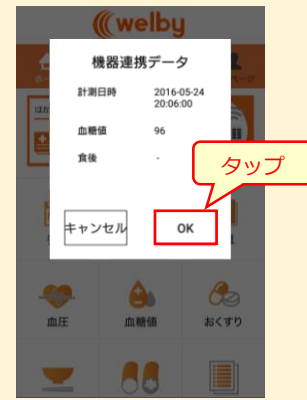 welby
機器連携データ
計測日時 2016-05-24
20:06:00
血糖値 96
食後 -
タップ
キャンセル OK
血圧 血糖値 おくすり